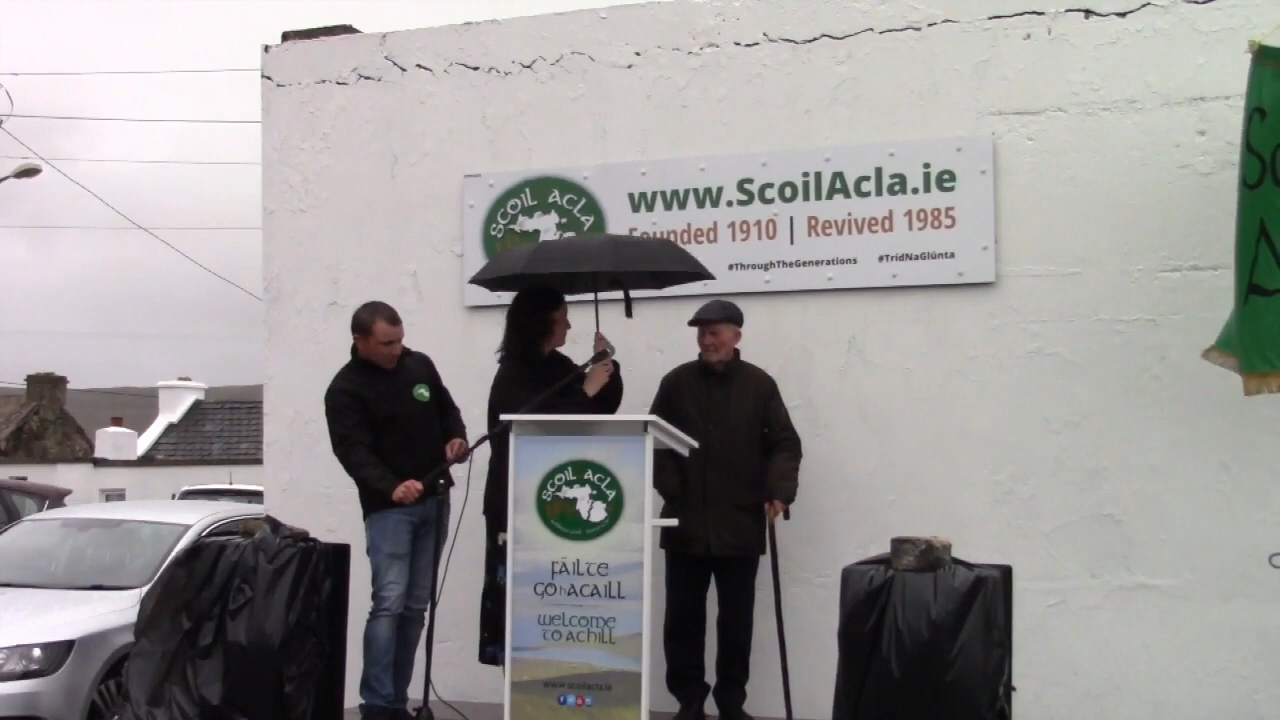 SCOIL ACLA
www.ScoilAcla.ie
Founded 1910 | Revived 1985
#ThroughTheGenerations #TrídNaGlúnta
SCOIL ACLA
FÁILTE
GO hACAILL
WELCOME
TO ACHILL
www.scoilacla.ie